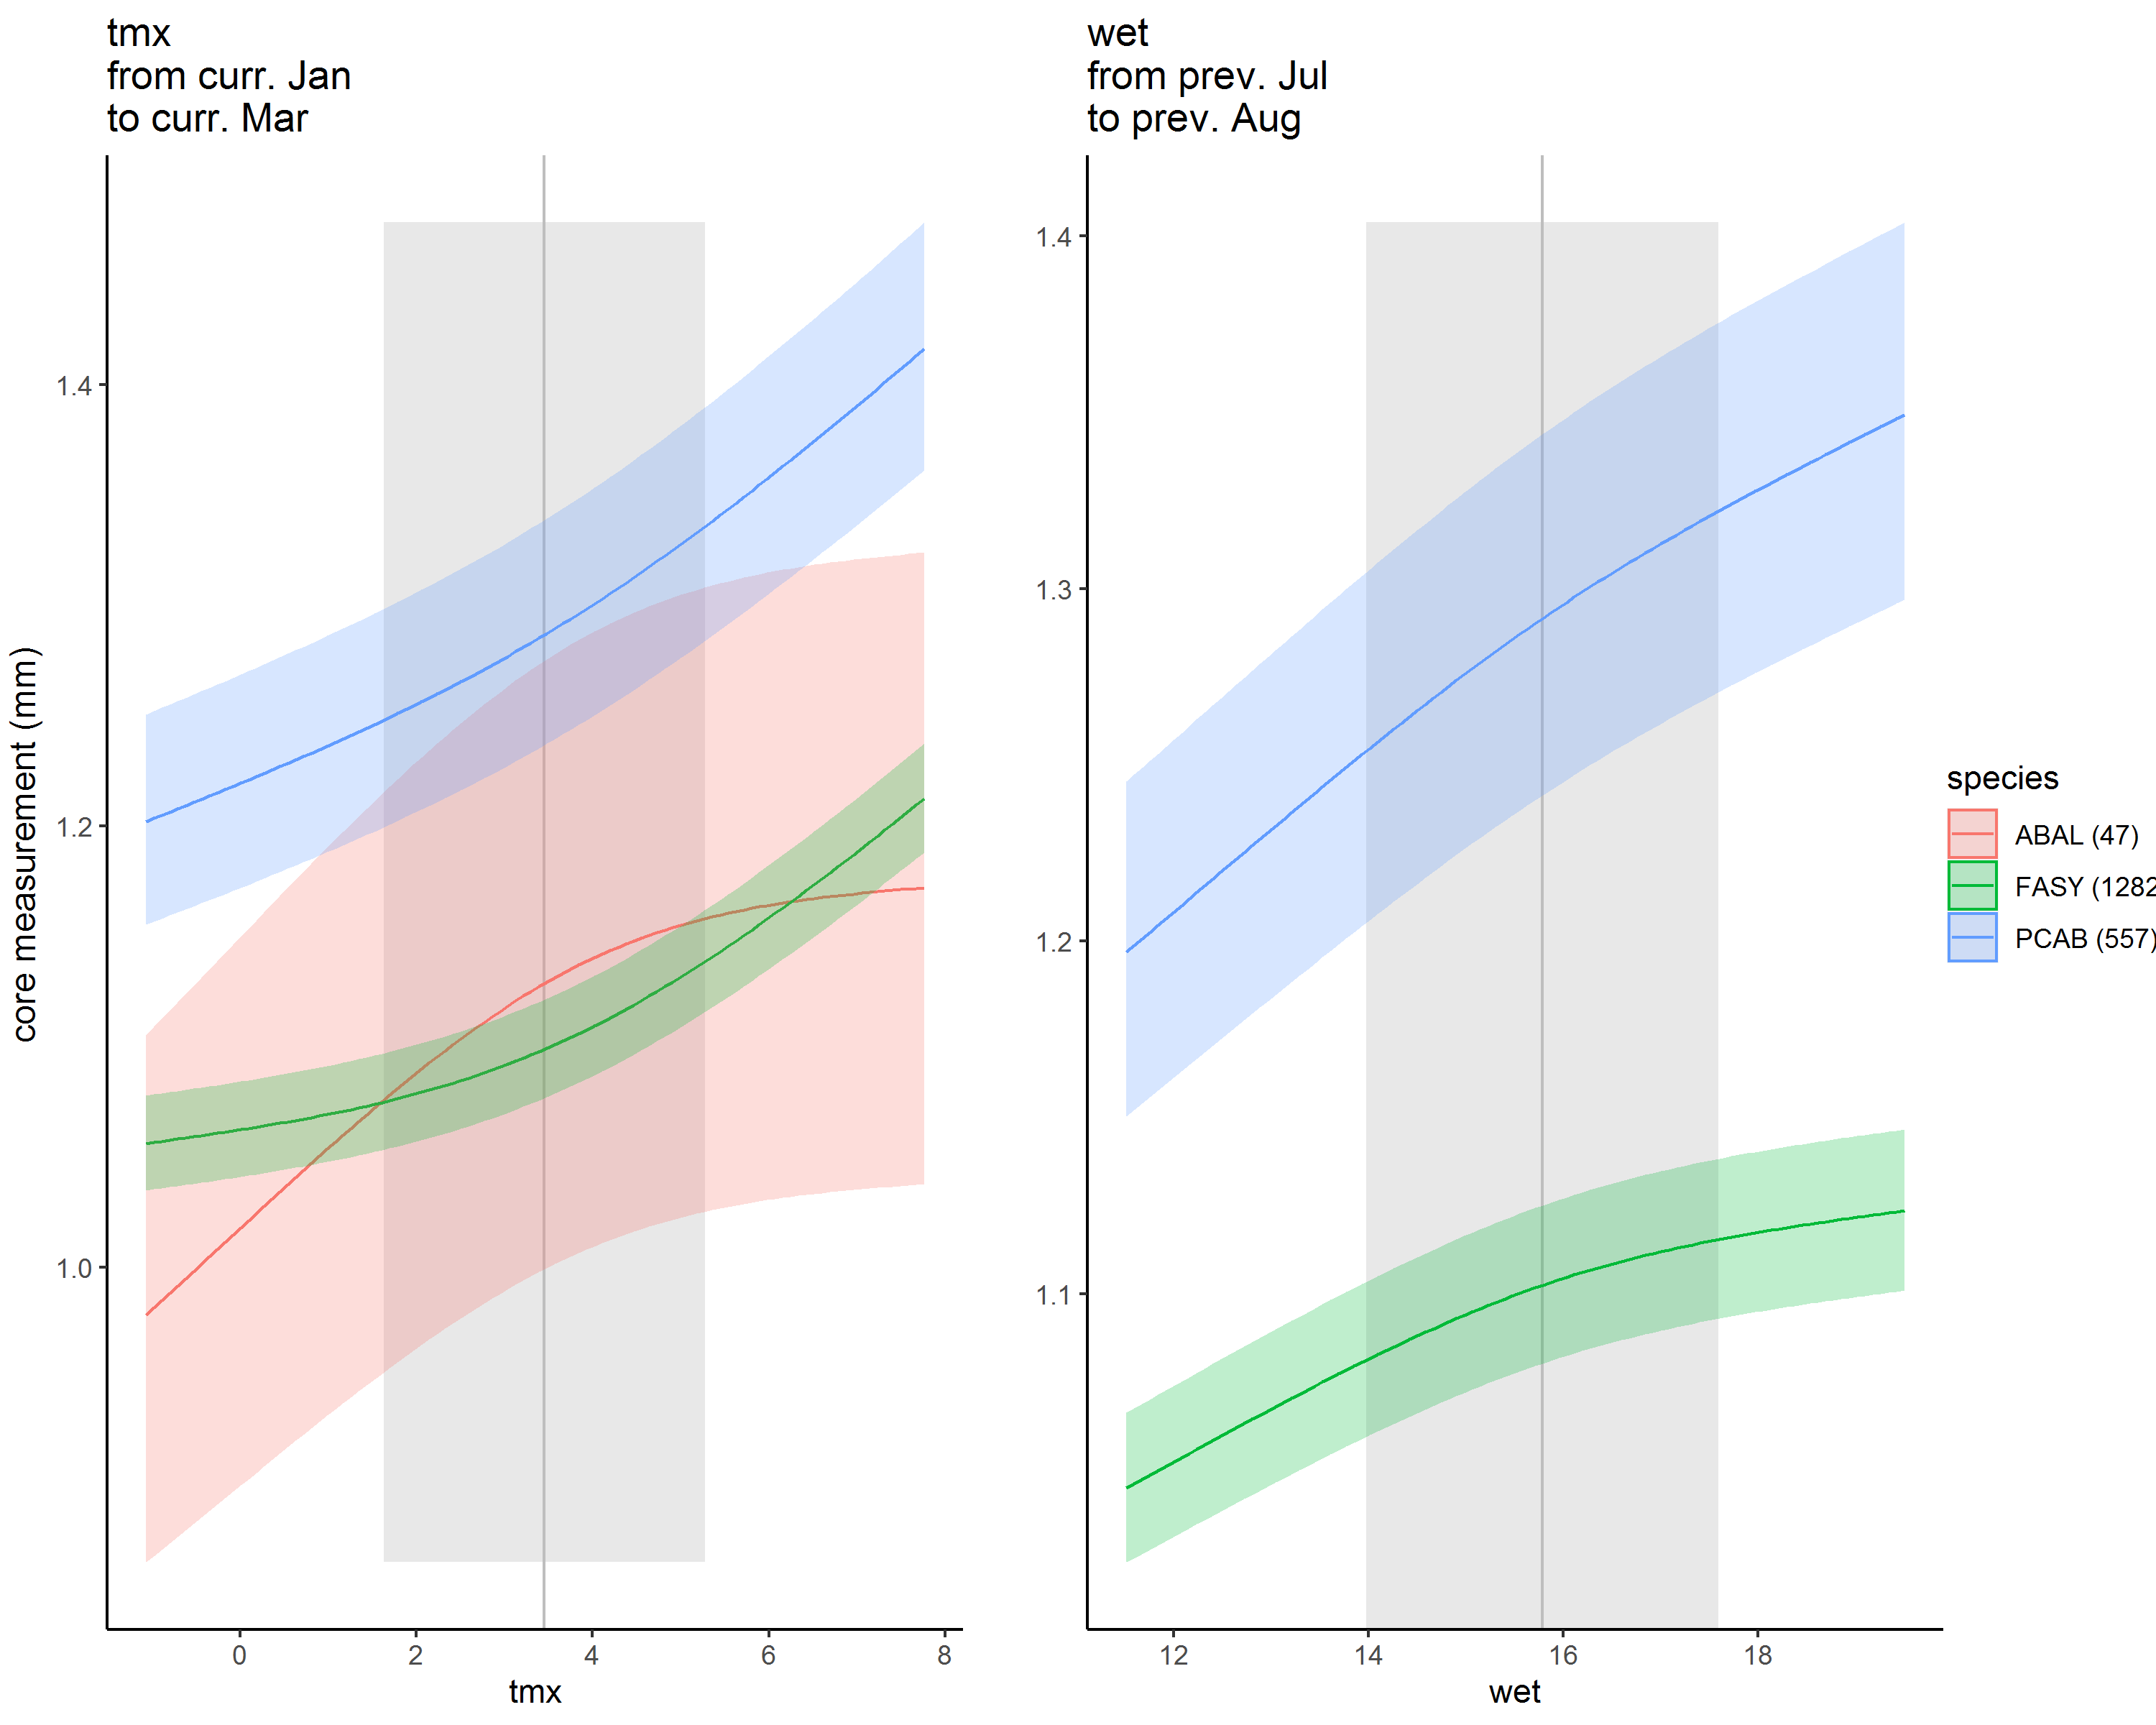 tmx
from curr. Jan
to curr. Mar
wet
from prev. Jul
to prev. Aug
core measurement (mm)
1.4
1.2
1.0
0 2 4 6 8
tmx
1.4
1.3
1.2
1.1
12 14 16 18
wet
species
ABAL (47)
FASY (1282
PCAB (557)